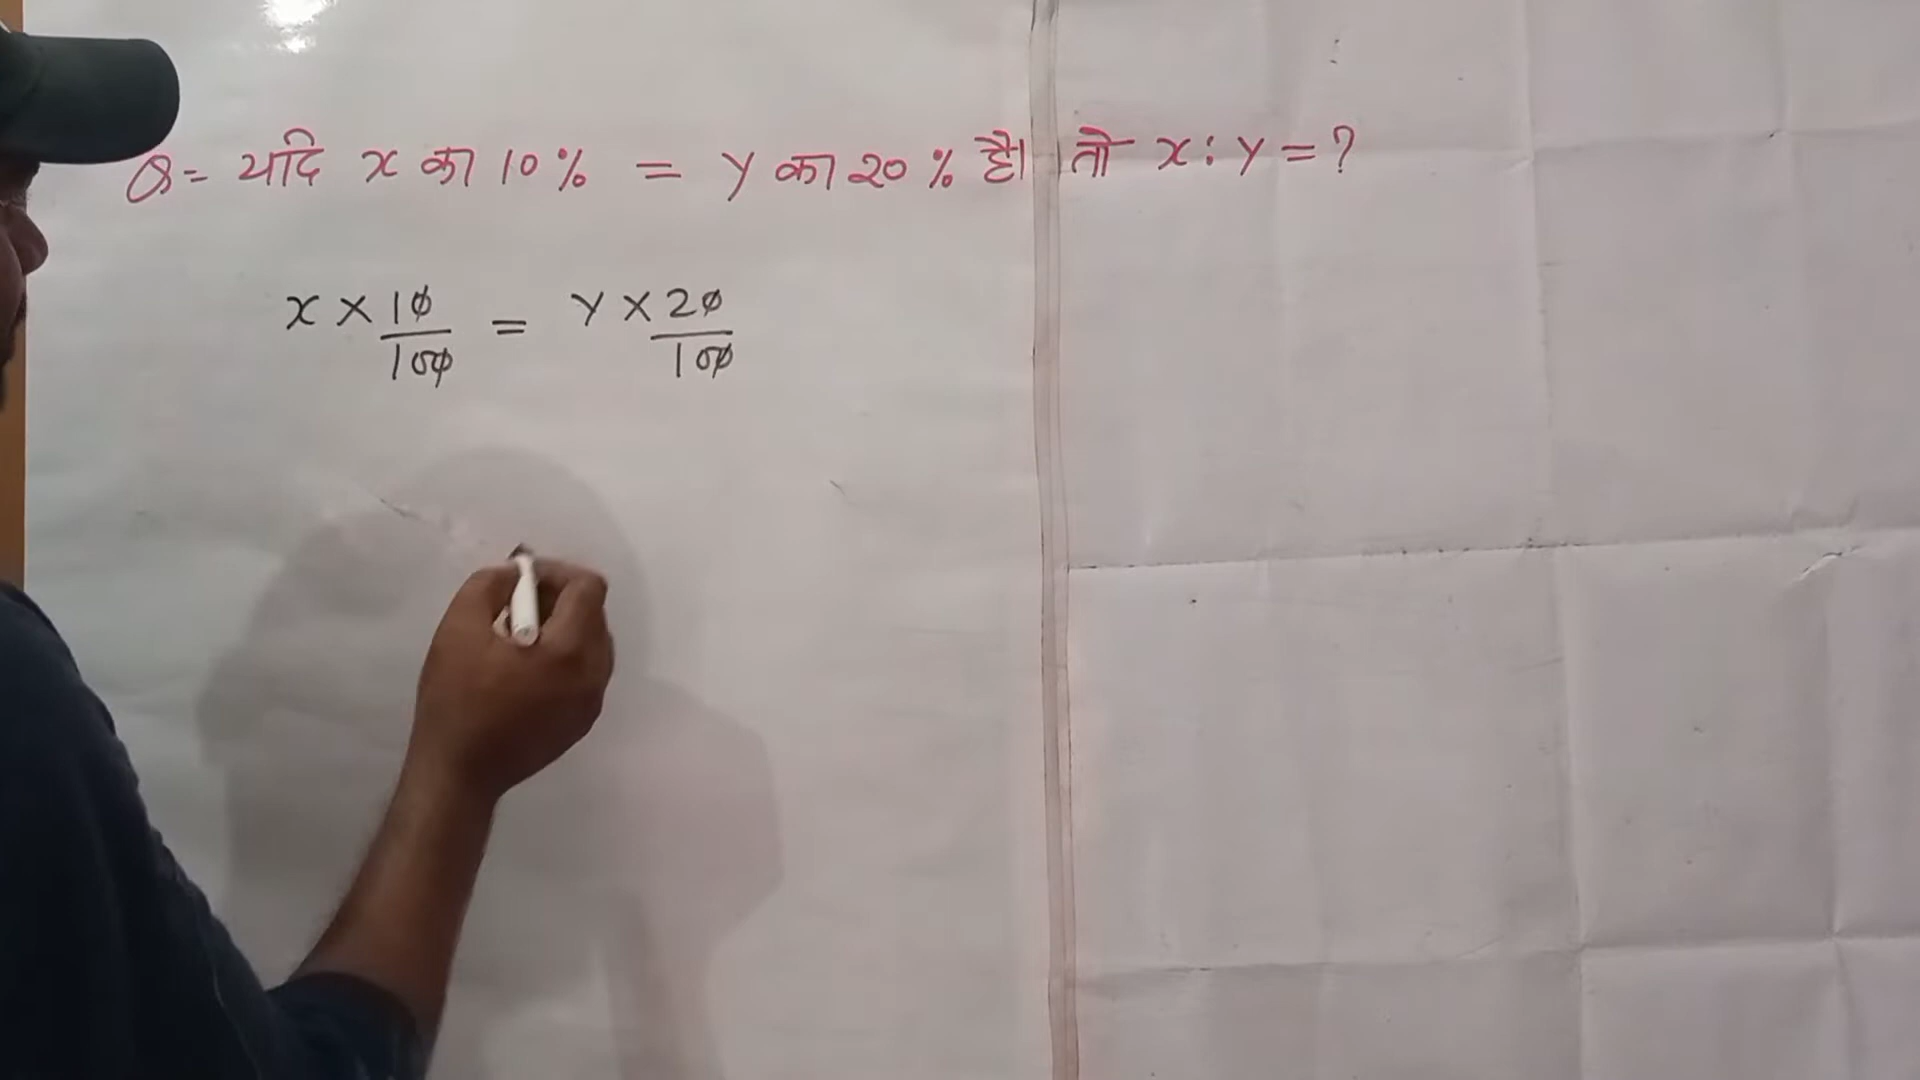 Q= यदि x का 10% = y का 20% है। तो x:y=?
x × 10/100 = y × 20/100